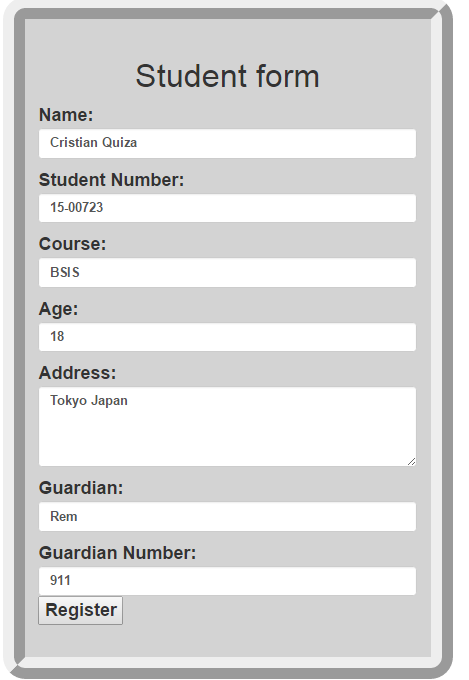 Student form
Name:
Cristian Quiza
Student Number:
15-00723
Course:
BSIS
Age:
18
Address:
Tokyo Japan
Guardian:
Rem
Guardian Number:
911
Register